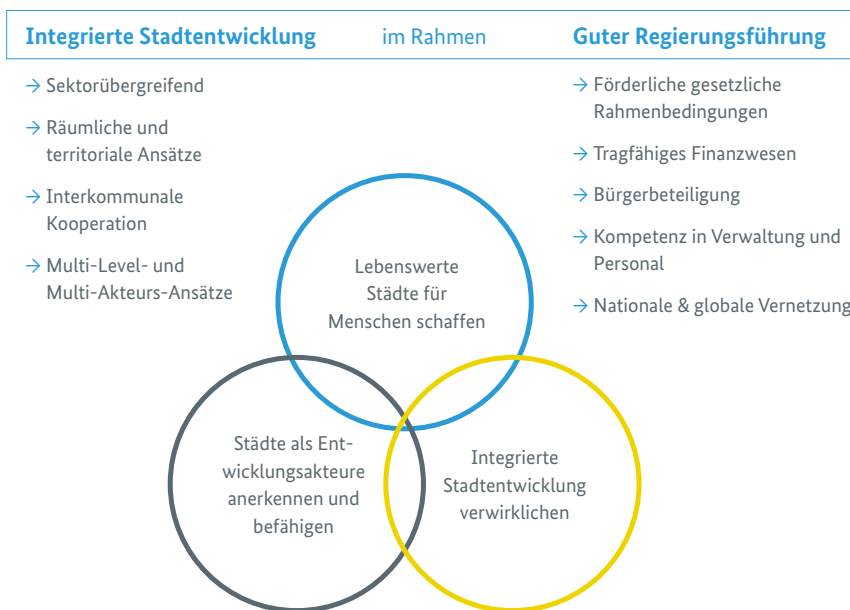 Integrierte Stadtentwicklung im Rahmen Guter Regierungsführung
→ Sektorübergreifend
→ Räumliche und
territoriale Ansätze
→ Interkommunale
Kooperation
→ Multi-Level- und
Multi-Akteurs-Ansätze
→ Förderliche gesetzliche
Rahmenbedingungen
→ Tragfähiges Finanzwesen
→ Bürgerbeteiligung
→ Kompetenz in Verwaltung und
Personal
→ Nationale & globale Vernetzung
Lebenswerte
Städte für
Menschen schaffen
Städte als Ent-
wicklungsakteure
anerkennen und
befähigen
Integrierte
Stadtentwicklung
verwirklichen